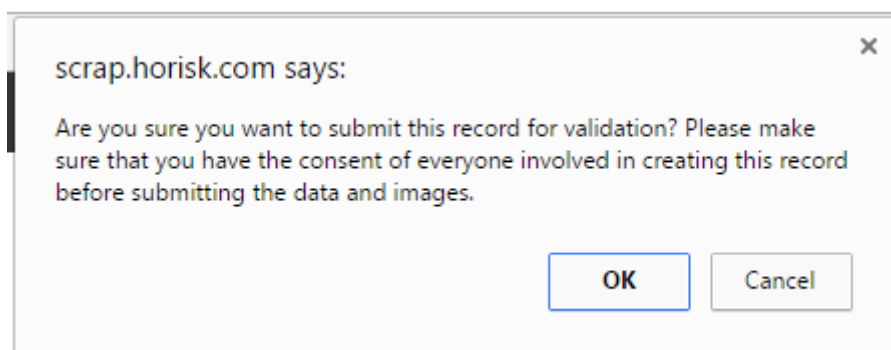 scrap.horisk.com says:
Are you sure you want to submit this record for validation? Please make
sure that you have the consent of everyone involved in creating this record
before submitting the data and images.
OK
Cancel